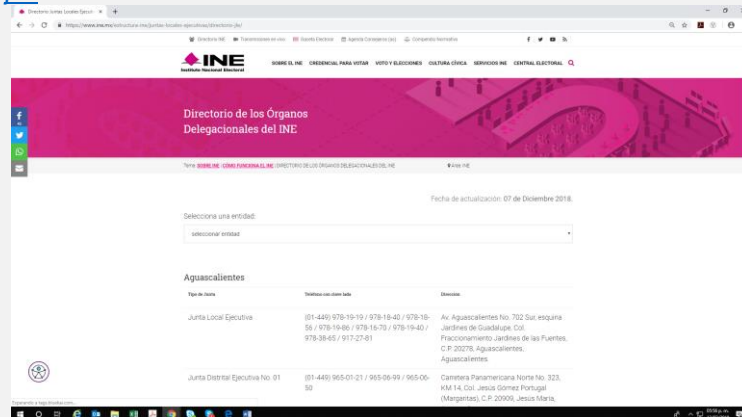 Directorio Juntas Locales Ejecut
https://www.ine.mx/estructura-ine/juntas-locales-ejecutivas/directorio-jle/
Directorio INE Transmisiones en vivo Gaceta Electoral Agenda Consejeros (as) Compendio Normativo
INE
Instituto Nacional Electoral
SOBRE EL INE CREDENCIAL PARA VOTAR VOTO Y ELECCIONES CULTURA CÍVICA SERVICIOS INE CENTRAL ELECTORAL
Directorio de los Órganos
Delegacionales del INE
Tema: SOBRE INE /CÓMO FUNCIONA EL INE /DIRECTORIO DE LOS ÓRGANOS DELEGACIONALES DEL INE
Área: INE
Fecha de actualización: 07 de Diciembre 2018.
Selecciona una entidad:
seleccionar entidad
Aguascalientes
Tipo de Junta Teléfono con clave lada Dirección
Junta Local Ejecutiva (01-449) 978-19-19 / 978-18-40 / 978-18- Av. Aguascalientes No. 702 Sur, esquina
56 / 978-19-86 / 978-16-70 / 978-19-40 / Jardines de Guadalupe, Col.
978-38-65 / 917-27-81 Fraccionamiento Jardines de las Fuentes,
C.P. 20278, Aguascalientes,
Aguascalientes.
Junta Distrital Ejecutiva No. 01 (01-449) 965-01-21 / 965-06-99 / 965-06- Carretera Panamericana Norte No. 323,
50 KM 14, Col. Jesús Gómez Portugal
(Margaritas), C.P. 20909, Jesús María,